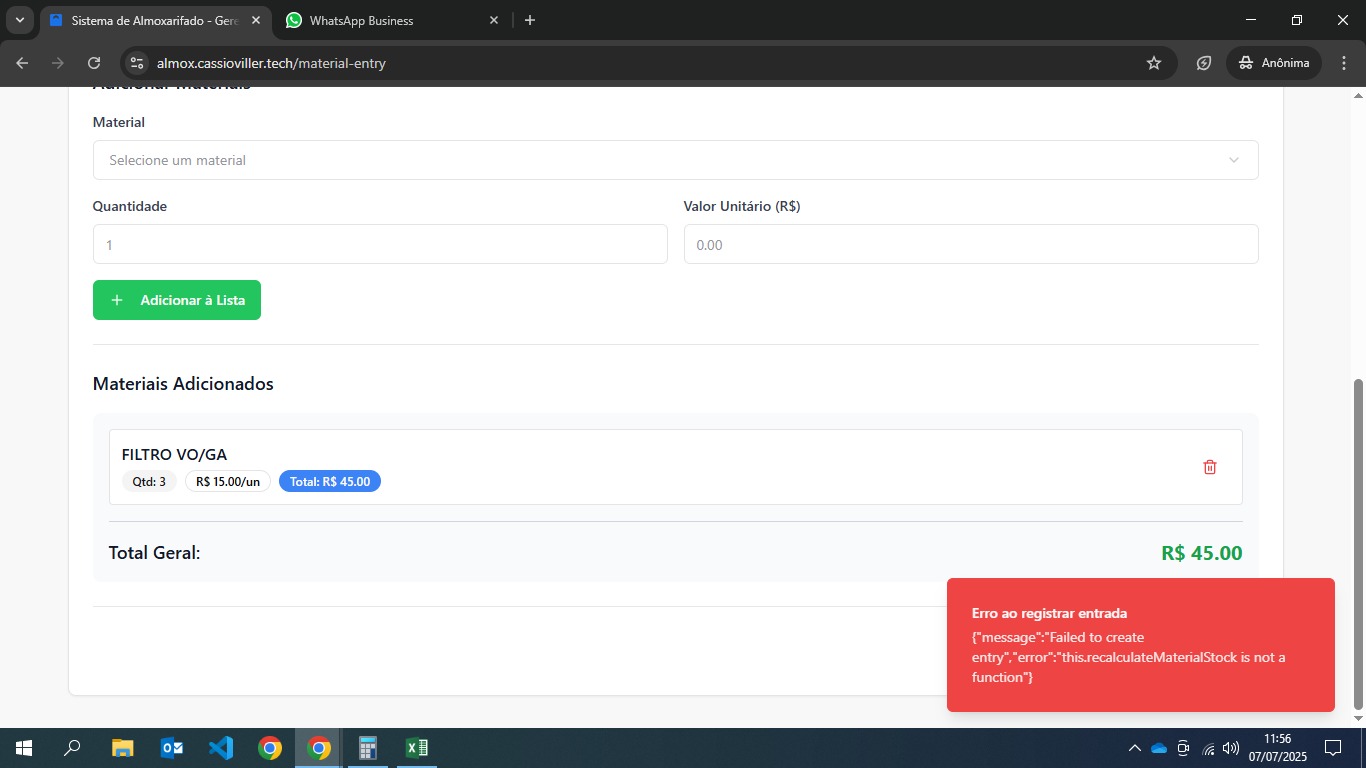 Sistema de Almoxarifado - Gere
WhatsApp Business
almox.cassioviller.tech/material-entry
Anônima
Adicionar Materiais
Material
Selecione um material
Quantidade
Valor Unitário (R$)
1
0.00
+ Adicionar à Lista
Materiais Adicionados
FILTRO VO/GA
Qtd: 3
R$ 15.00/un
Total: R$ 45.00
Total Geral:
R$ 45.00
Erro ao registrar entrada
{"message":"Failed to create
entry","error":"this.recalculateMaterialStock is not a
function"}
11:56
07/07/2025